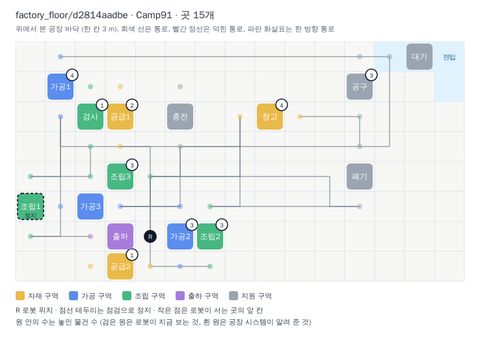 factory_floor/d2814aadbe · Camp91 · 곳 15개
위에서 본 공장 바닥 (한 칸 3 m). 회색 선은 통로, 빨간 점선은 막힌 통로, 파란 화살표는 한 방향 통로
대기
진입
가공1
4
공구
3
검사
1
공급1
2
충전
창고
4
조립3
3
폐기
조립1
정지
가공3
출하
R
가공2
3
조립2
3
공급2
1
자재 구역
가공 구역
조립 구역
출하 구역
지원 구역
R 로봇 위치 · 점선 테두리는 점검으로 정지 · 작은 점은 로봇이 서는 곳의 앞 칸
원 안의 수는 놓인 물건 수 (검은 원은 로봇이 지금 보는 것, 흰 원은 공장 시스템이 알려 준 것)